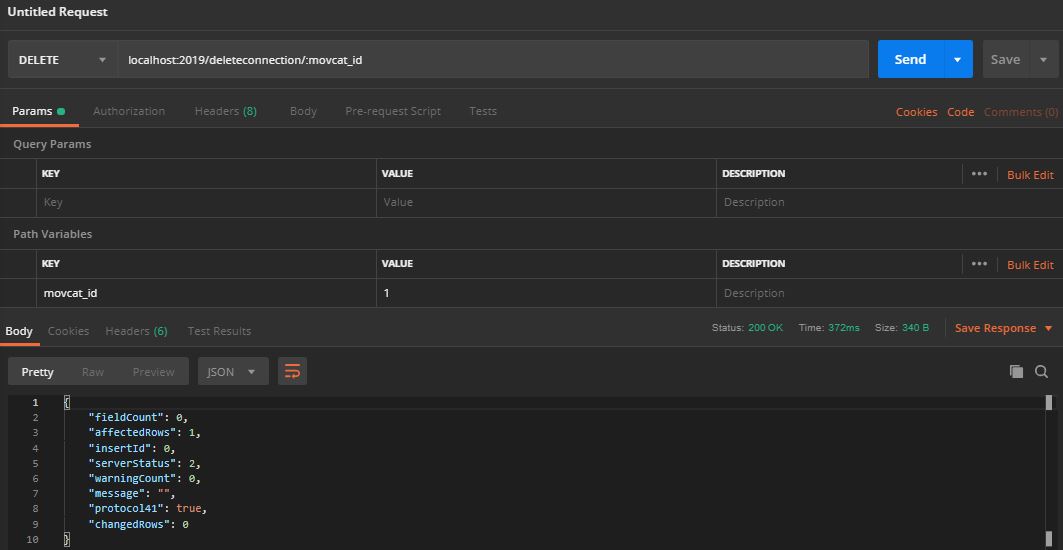 Untitled Request
DELETE localhost:2019/deleteconnection/:movcat_id Send Save
Params Authorization Headers (8) Body Pre-request Script Tests Cookies Code Comments (0)
Query Params
KEY VALUE DESCRIPTION ••• Bulk Edit
Key Value Description
Path Variables
KEY VALUE DESCRIPTION ••• Bulk Edit
movcat_id 1 Description
Body Cookies Headers (6) Test Results Status: 200 OK Time: 372ms Size: 340 B Save Response
Pretty Raw Preview JSON
1 {
2 "fieldCount": 0,
3 "affectedRows": 1,
4 "insertId": 0,
5 "serverStatus": 2,
6 "warningCount": 0,
7 "message": "",
8 "protocol41": true,
9 "changedRows": 0
10 }